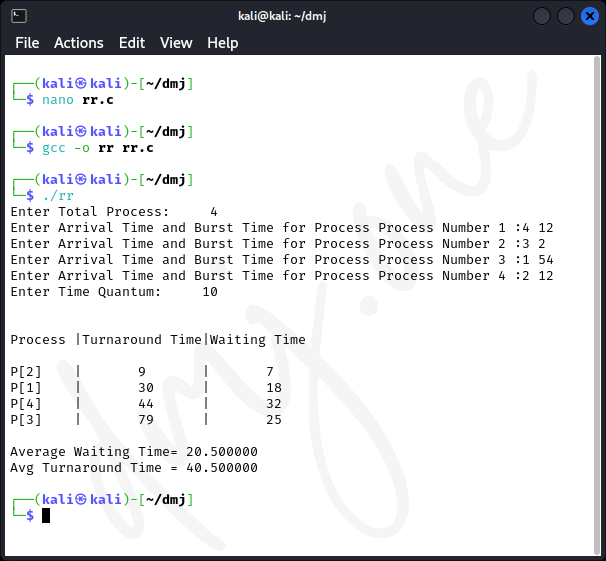 kali@kali: ~/dmj
File Actions Edit View Help
┌──(kali㉿kali)-[~/dmj]
└─$ nano rr.c
┌──(kali㉿kali)-[~/dmj]
└─$ gcc -o rr rr.c
┌──(kali㉿kali)-[~/dmj]
└─$ ./rr
Enter Total Process:     4
Enter Arrival Time and Burst Time for Process Process Number 1 :4 12
Enter Arrival Time and Burst Time for Process Process Number 2 :3 2
Enter Arrival Time and Burst Time for Process Process Number 3 :1 54
Enter Arrival Time and Burst Time for Process Process Number 4 :2 12
Enter Time Quantum:     10
Process |Turnaround Time|Waiting Time
P[2]    |       9       |       7
P[1]    |       30      |       18
P[4]    |       44      |       32
P[3]    |       79      |       25
Average Waiting Time= 20.500000
Avg Turnaround Time = 40.500000
┌──(kali㉿kali)-[~/dmj]
└─$
dmj.one